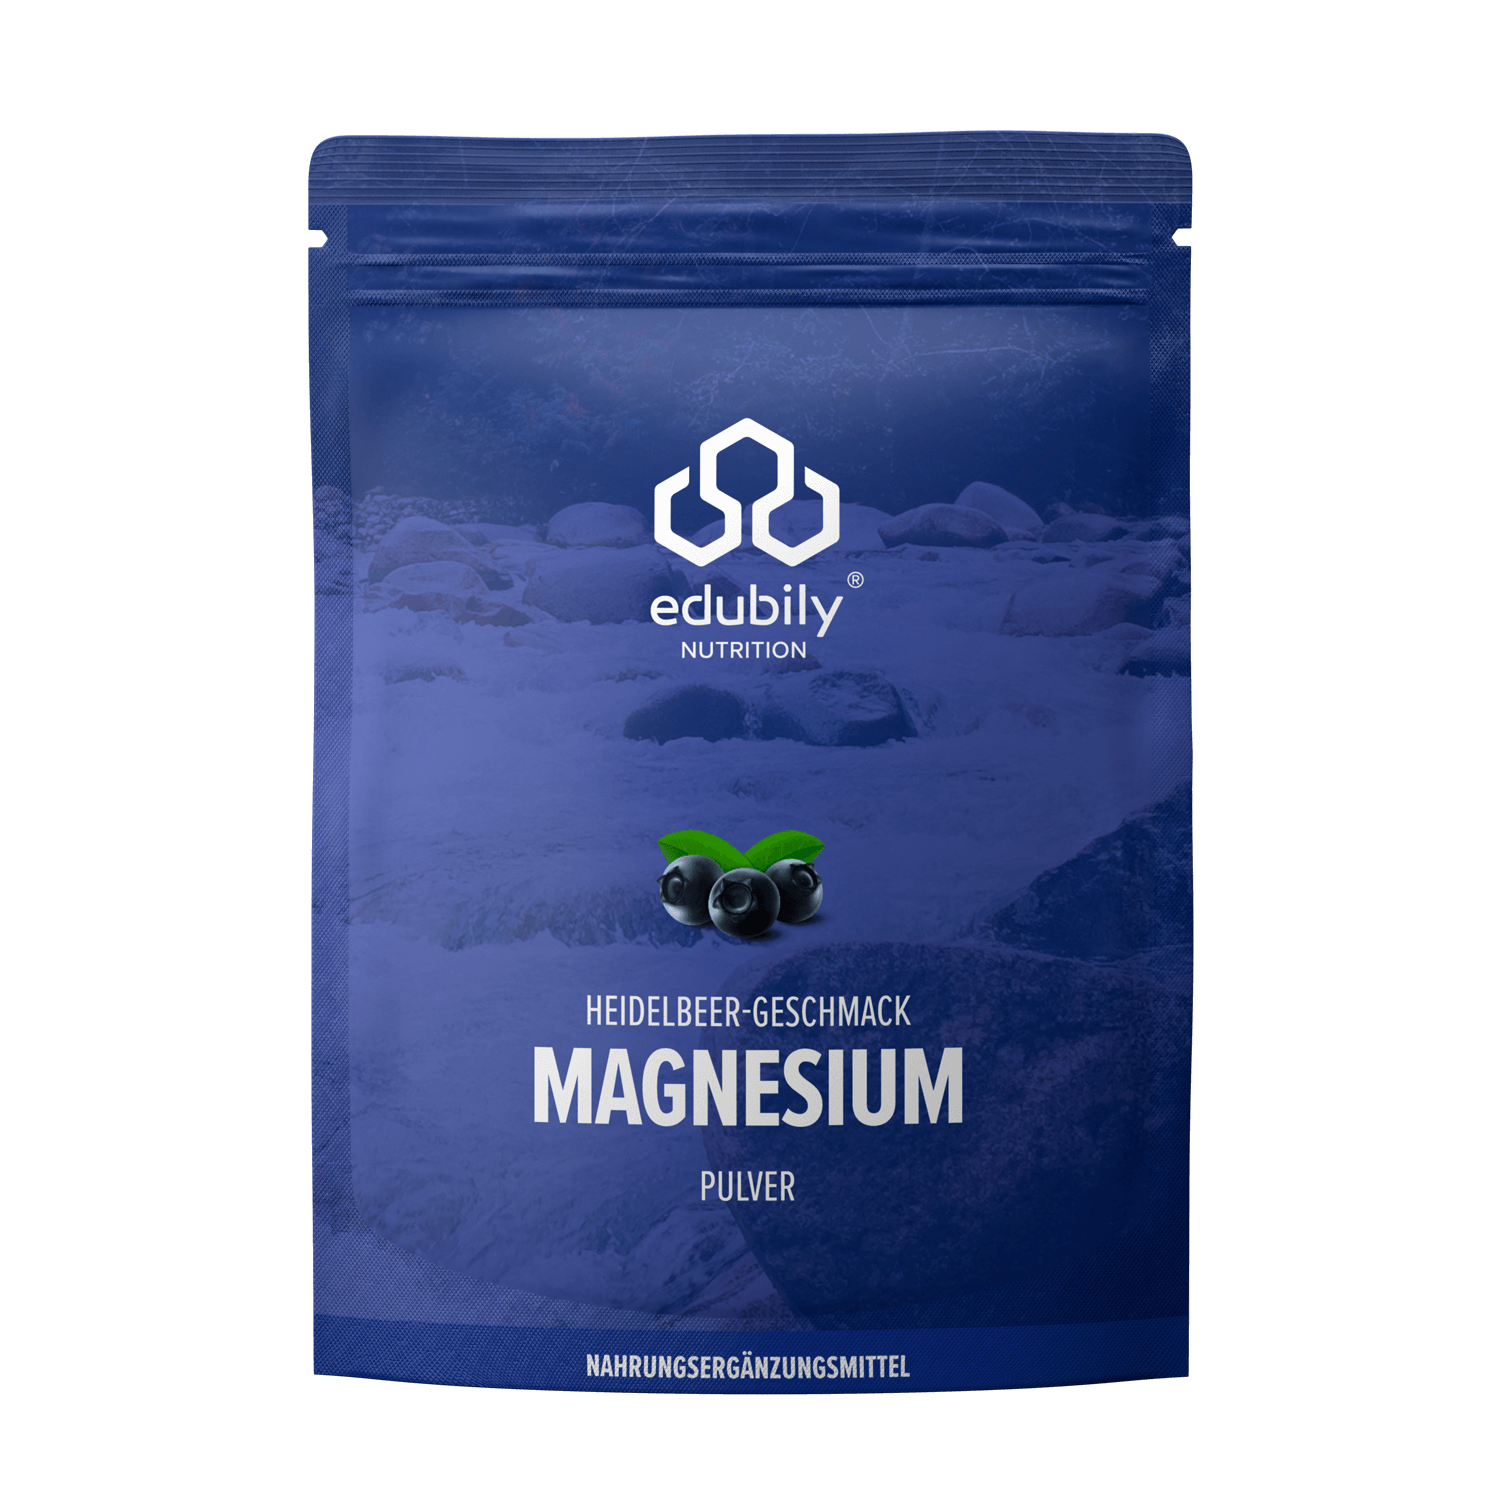 edubily®
NUTRITION
HEIDELBEER-GESCHMACK
MAGNESIUM
PULVER
NAHRUNGSERGÄNZUNGSMITTEL